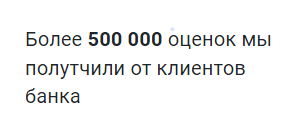 Более 500 000 оценок мы
полутчили от клиентов
банка